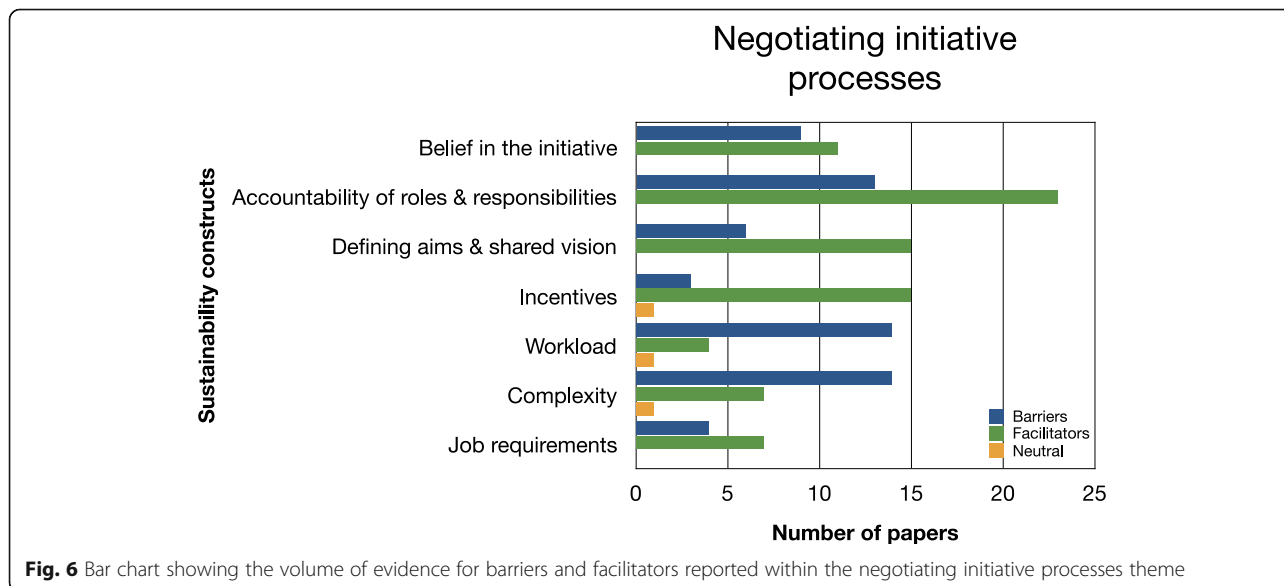 Negotiating initiative
processes
Sustainability constructs
Belief in the initiative
Accountability of roles & responsibilities
Defining aims & shared vision
Incentives
Workload
Complexity
Job requirements
Barriers
Facilitators
Neutral
0 5 10 15 20 25
Number of papers
Fig. 6 Bar chart showing the volume of evidence for barriers and facilitators reported within the negotiating initiative processes theme